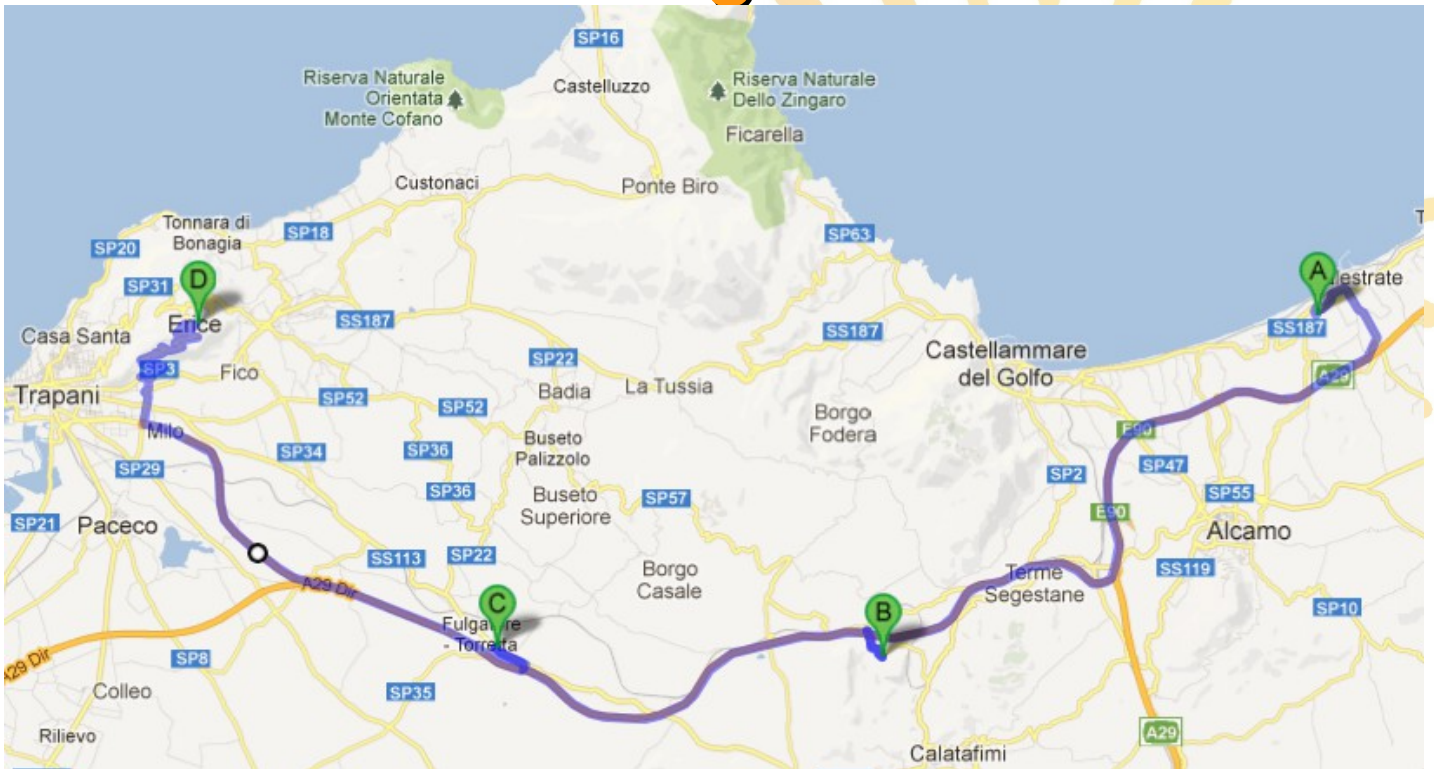 SP16
Riserva Naturale
Orientata
Monte Cofano
Castelluzzo
Riserva Naturale
Dello Zingaro
Ficarella
Custonaci
Ponte Biro
Tonnara di
Bonagia
SP18
SP20
SP63
D
A
SP31
Erice
SS187
SS187
SS187
Casa Santa
SP3
Fico
SP22
La Tussia
Castellammare
del Golfo
A29
Trapani
SP52
Badia
SP52
Borgo
Fodera
E90
Milo
SP34
SP36
Buseto
Palizzolo
SP29
SP2
SP47
SP36
Buseto
Superiore
SP57
SP55
SP21
Paceco
E90
Alcamo
SS113
SP22
Borgo
Casale
Terme
Segestane
SS119
A29 Dir
C
B
SP10
A29 Dir
SP8
SP35
Colleo
Rilievo
Calatafimi
A29